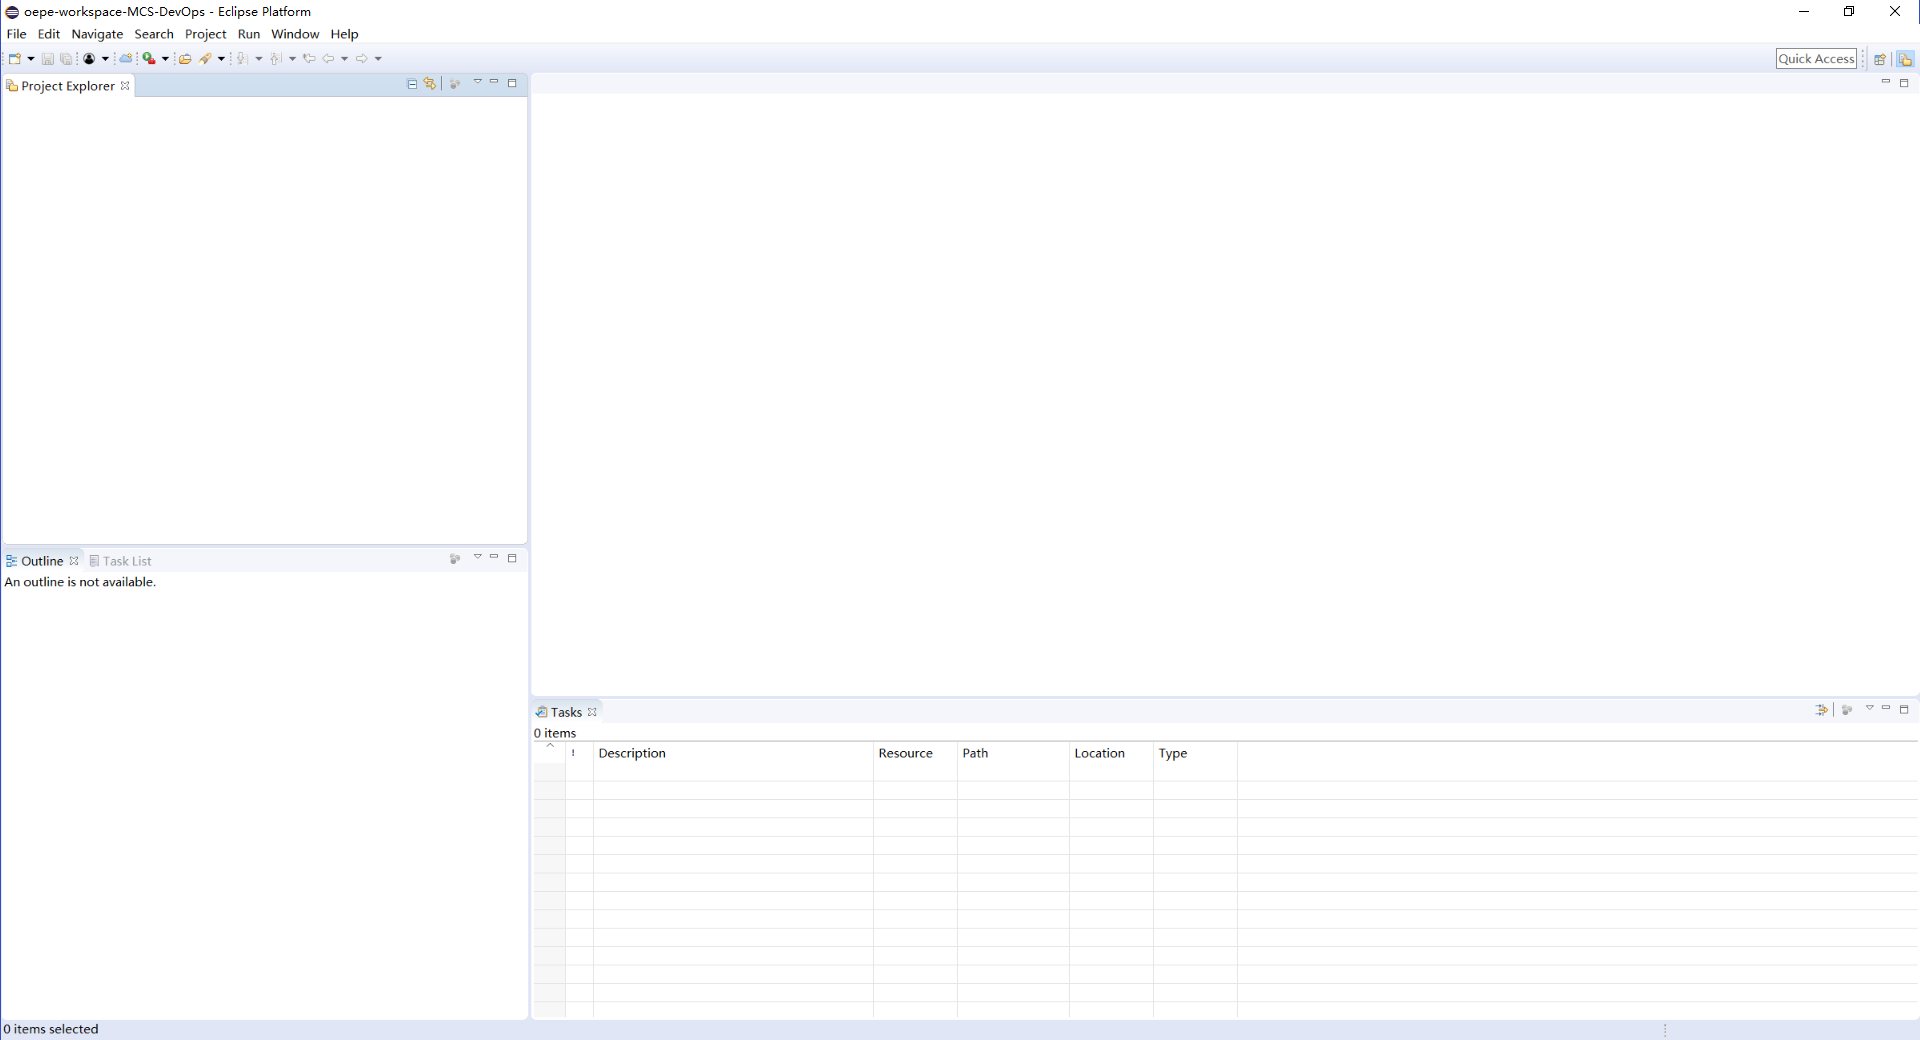 oepe-workspace-MCS-DevOps - Eclipse Platform
File Edit Navigate Search Project Run Window Help
Quick Access
Project Explorer
Outline Task List
An outline is not available.
Tasks
0 items
! Description Resource Path Location Type
0 items selected